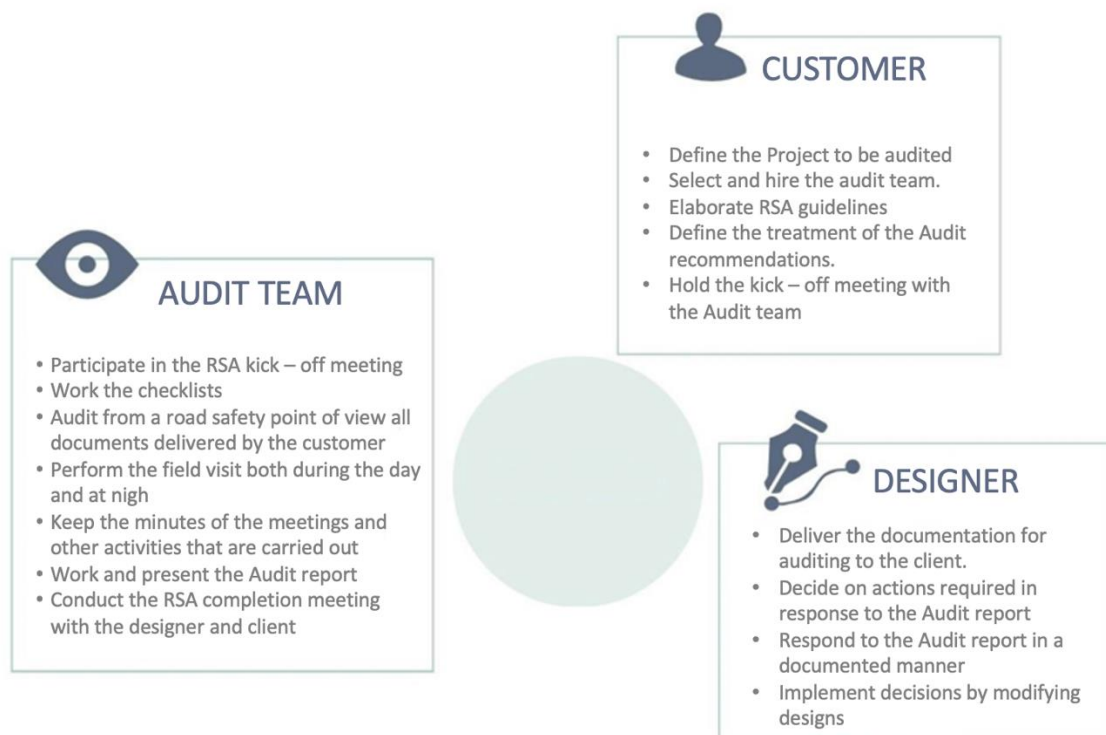 CUSTOMER
• Define the Project to be audited
• Select and hire the audit team.
• Elaborate RSA guidelines
• Define the treatment of the Audit
recommendations.
• Hold the kick – off meeting with
the Audit team
AUDIT TEAM
• Participate in the RSA kick – off meeting
• Work the checklists
• Audit from a road safety point of view all
documents delivered by the customer
• Perform the field visit both during the day
and at nigh
• Keep the minutes of the meetings and
other activities that are carried out
• Work and present the Audit report
• Conduct the RSA completion meeting
with the designer and client
DESIGNER
• Deliver the documentation for
auditing to the client.
• Decide on actions required in
response to the Audit report
• Respond to the Audit report in a
documented manner
• Implement decisions by modifying
designs